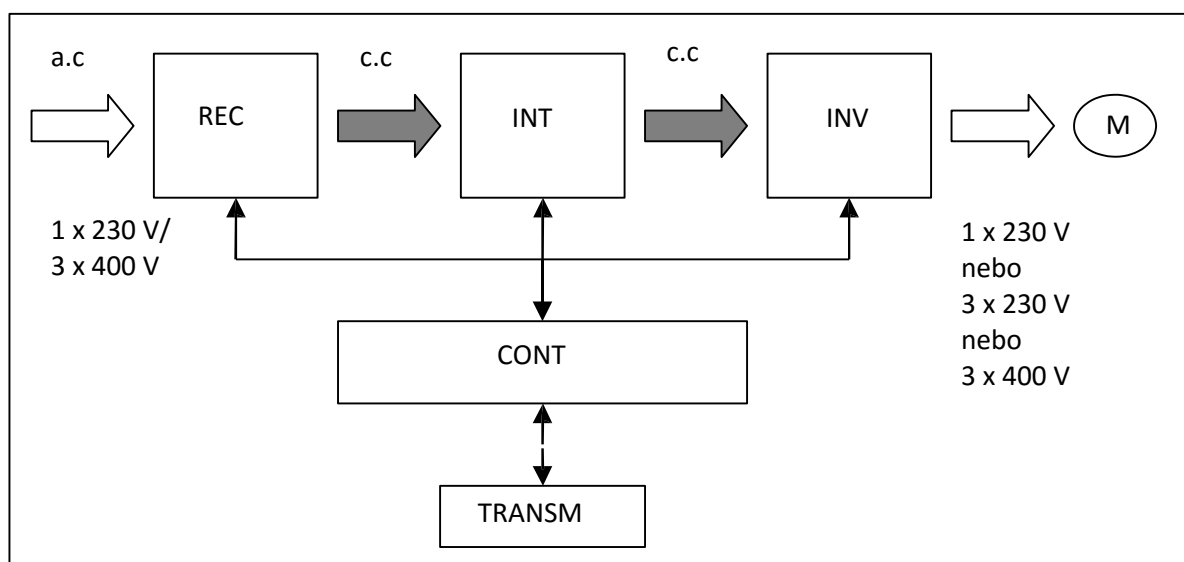 a.c
c.c
c.c
REC
INT
INV
M
1 x 230 V/
3 x 400 V
1 x 230 V
nebo
3 x 230 V
nebo
3 x 400 V
CONT
TRANSM